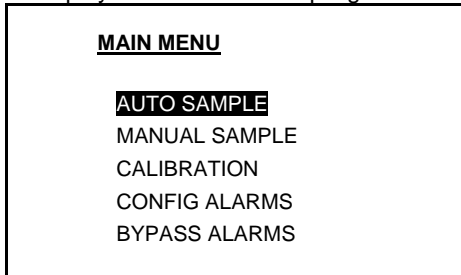 MAIN MENU
AUTO SAMPLE
MANUAL SAMPLE
CALIBRATION
CONFIG ALARMS
BYPASS ALARMS